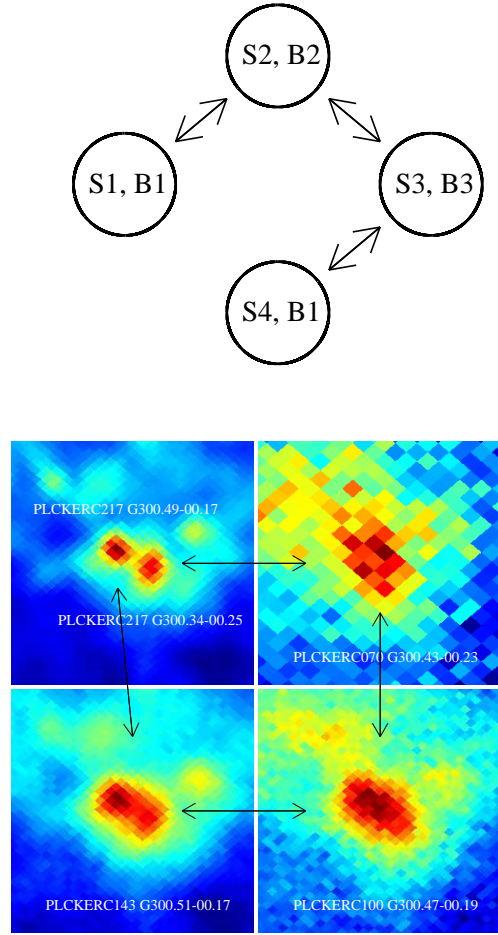 S2, B2
S1, B1
S3, B3
S4, B1
PLCKERC217 G300.49-00.17
PLCKERC217 G300.34-00.25
PLCKERC070 G300.43-00.23
PLCKERC143 G300.51-00.17
PLCKERC100 G300.47-00.19